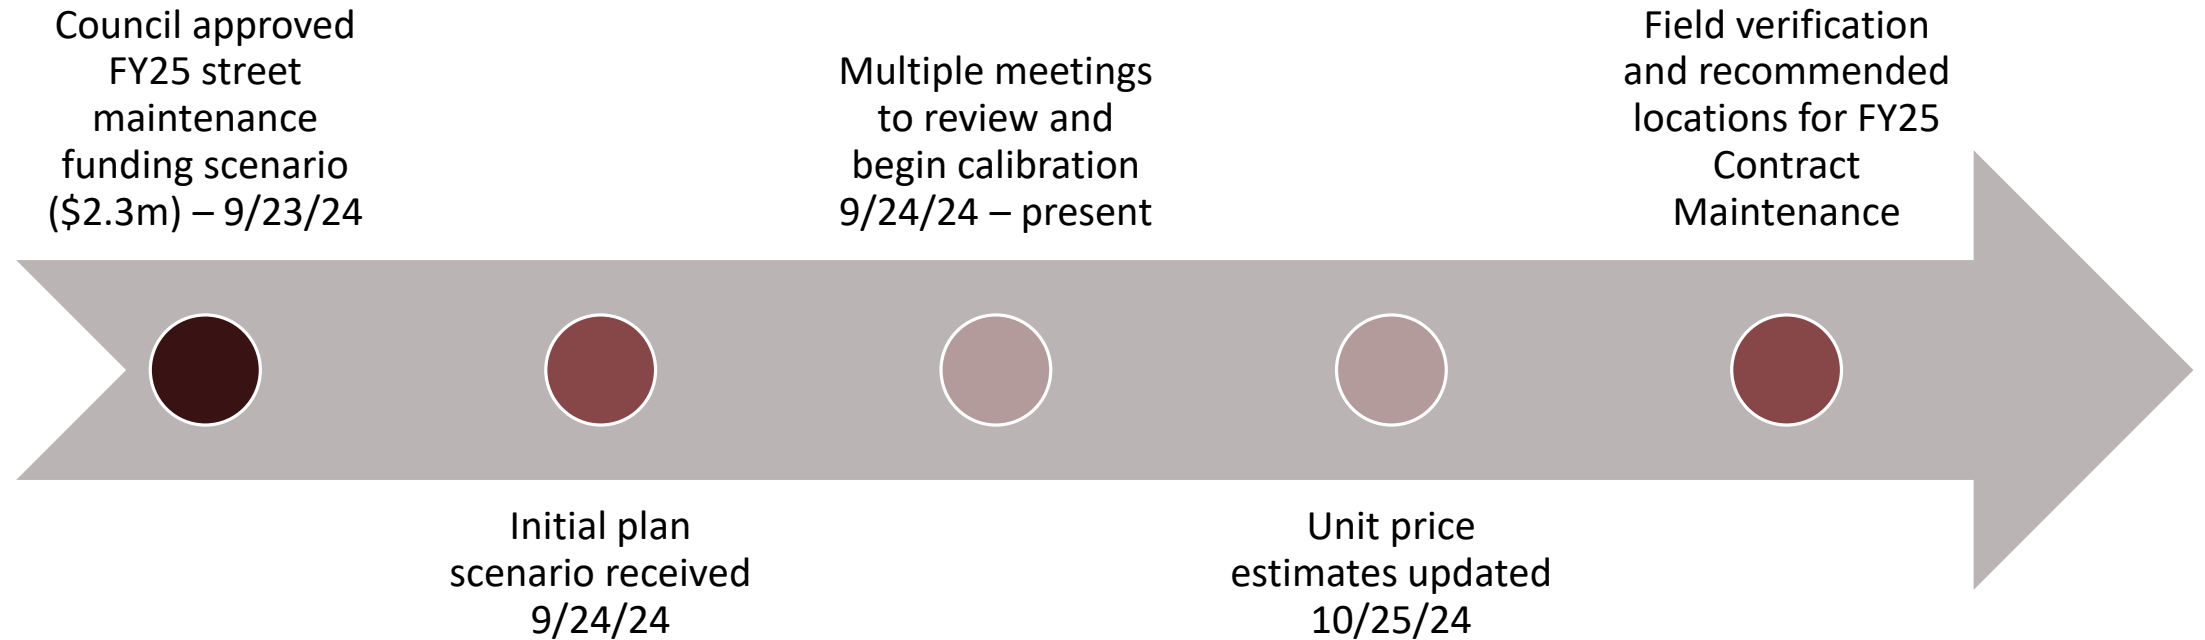 Council approved
FY25 street
maintenance
funding scenario
($2.3m) – 9/23/24
Initial plan
scenario received
9/24/24
Multiple meetings
to review and
begin calibration
9/24/24 – present
Unit price
estimates updated
10/25/24
Field verification
and recommended
locations for FY25
Contract
Maintenance